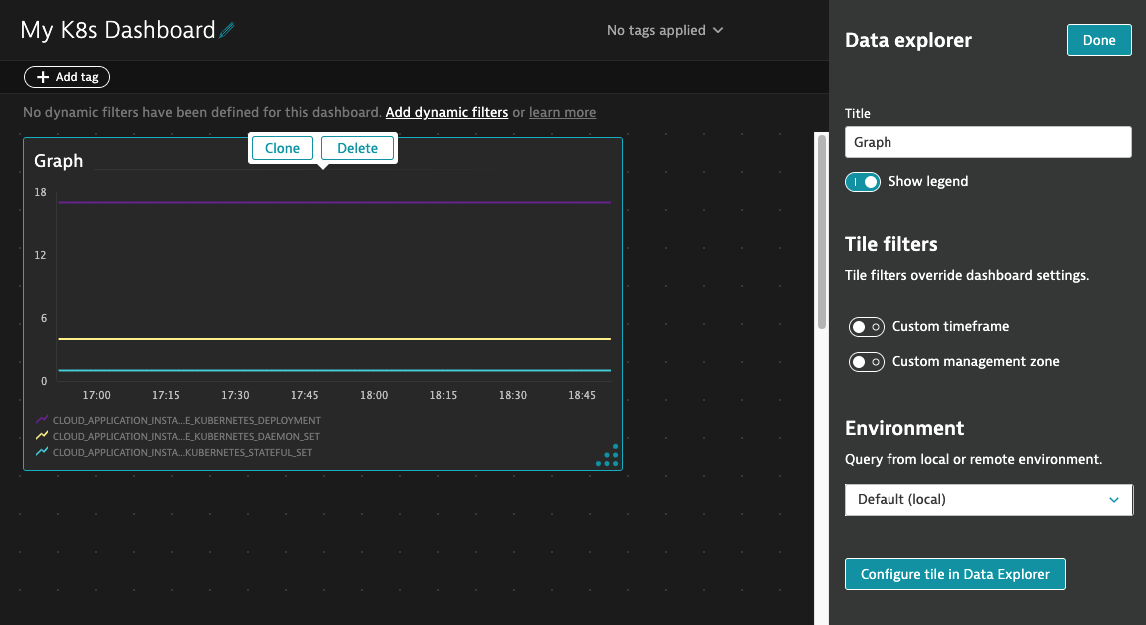 My K8s Dashboard
No tags applied
Add tag
No dynamic filters have been defined for this dashboard. Add dynamic filters or learn more
Clone
Delete
Graph
18
12
6
0
17:00 17:15 17:30 17:45 18:00 18:15 18:30 18:45
CLOUD_APPLICATION_INSTA...E_KUBERNETES_DEPLOYMENT
CLOUD_APPLICATION_INSTA...E_KUBERNETES_DAEMON_SET
CLOUD_APPLICATION_INSTA...KUBERNETES_STATEFUL_SET
Data explorer
Done
Title
Graph
Show legend
Tile filters
Tile filters override dashboard settings.
Custom timeframe
Custom management zone
Environment
Query from local or remote environment.
Default (local)
Configure tile in Data Explorer